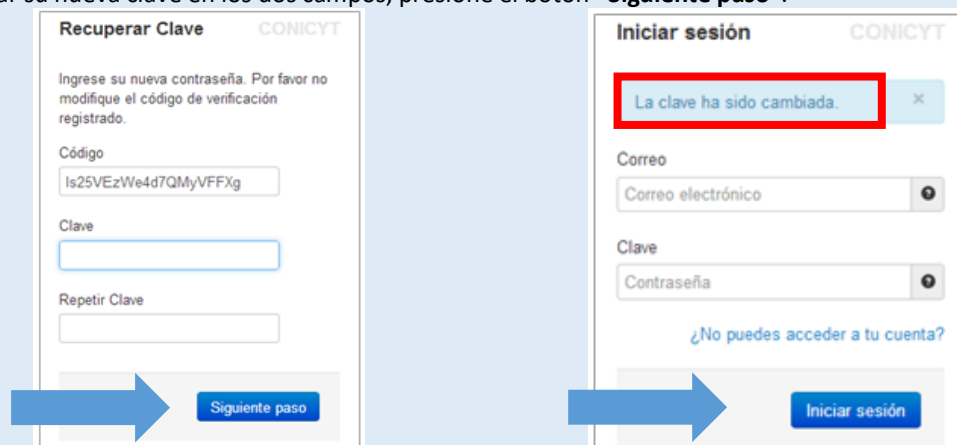 ar su nueva clave en los dos campos, presione el botón "Siguiente paso".
Recuperar Clave CONICYT
Ingrese su nueva contraseña. Por favor no
modifique el código de verificación
registrado.
Código
Is25VEzWe4d7QMyVFFXg
Clave
Repetir Clave
Siguiente paso
Iniciar sesión CONICYT
La clave ha sido cambiada. ×
Correo
Correo electrónico
Clave
Contraseña
¿No puedes acceder a tu cuenta?
Iniciar sesión